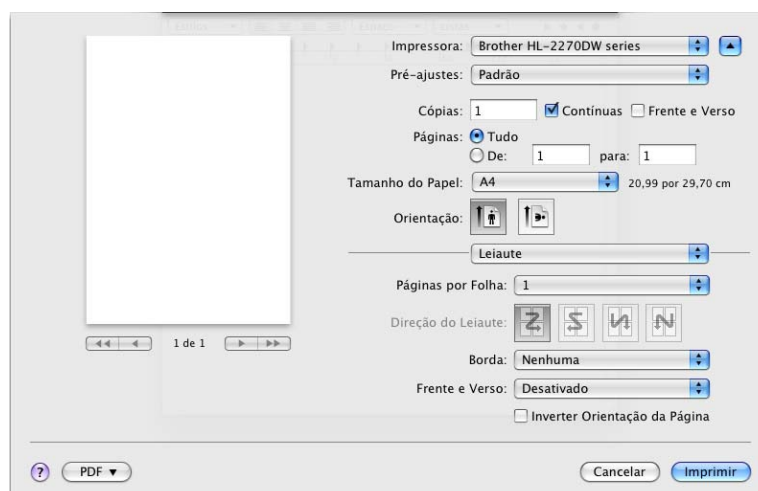 Impressora: Brother HL-2270DW series
Pré-ajustes: Padrão
Cópias: 1 Contínuas Frente e Verso
Páginas: Tudo
De: 1 para: 1
Tamanho do Papel: A4 20,99 por 29,70 cm
Orientação:
Leiaute
Páginas por Folha: 1
Direção do Leiaute:
1 de 1
Borda: Nenhuma
Frente e Verso: Desativado
Inverter Orientação da Página
? PDF Cancelar Imprimir